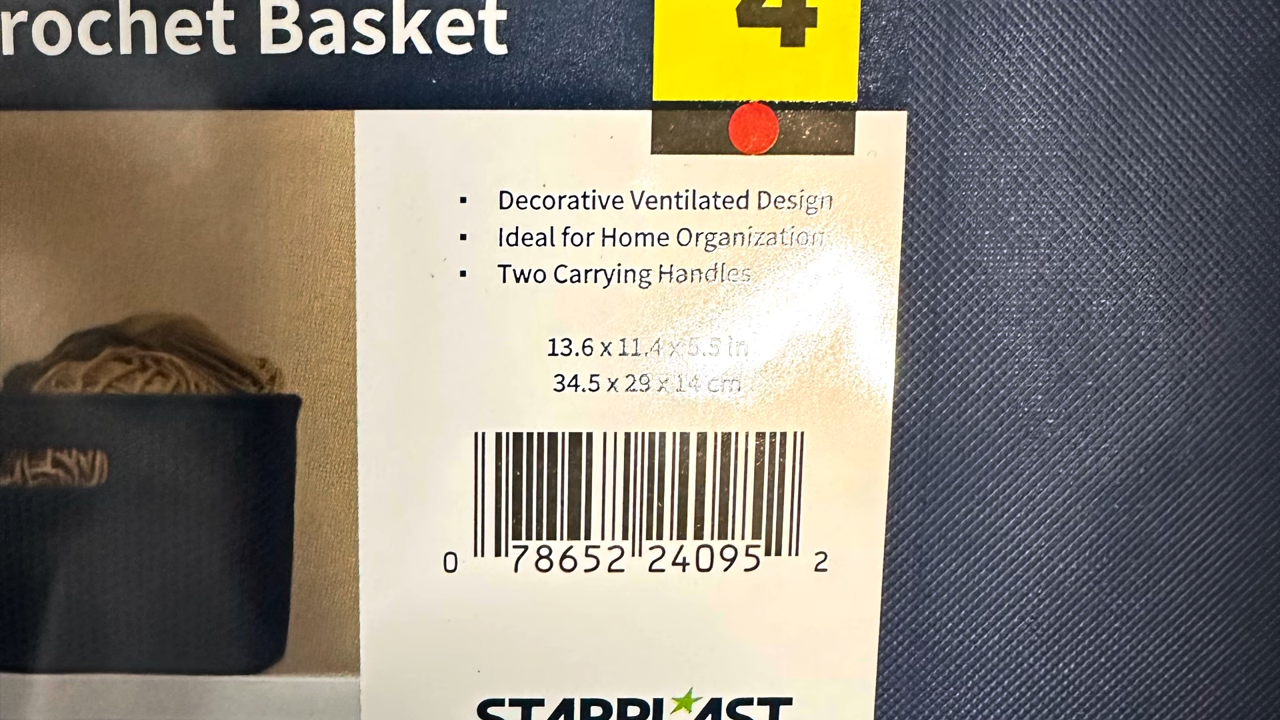 rochet Basket
4
▪ Decorative Ventilated Design
▪ Ideal for Home Organization
▪ Two Carrying Handles
13.6 x 11.4 x 5.5 in
34.5 x 29 x 14 cm
0 78652 24095 2
STARPLAST